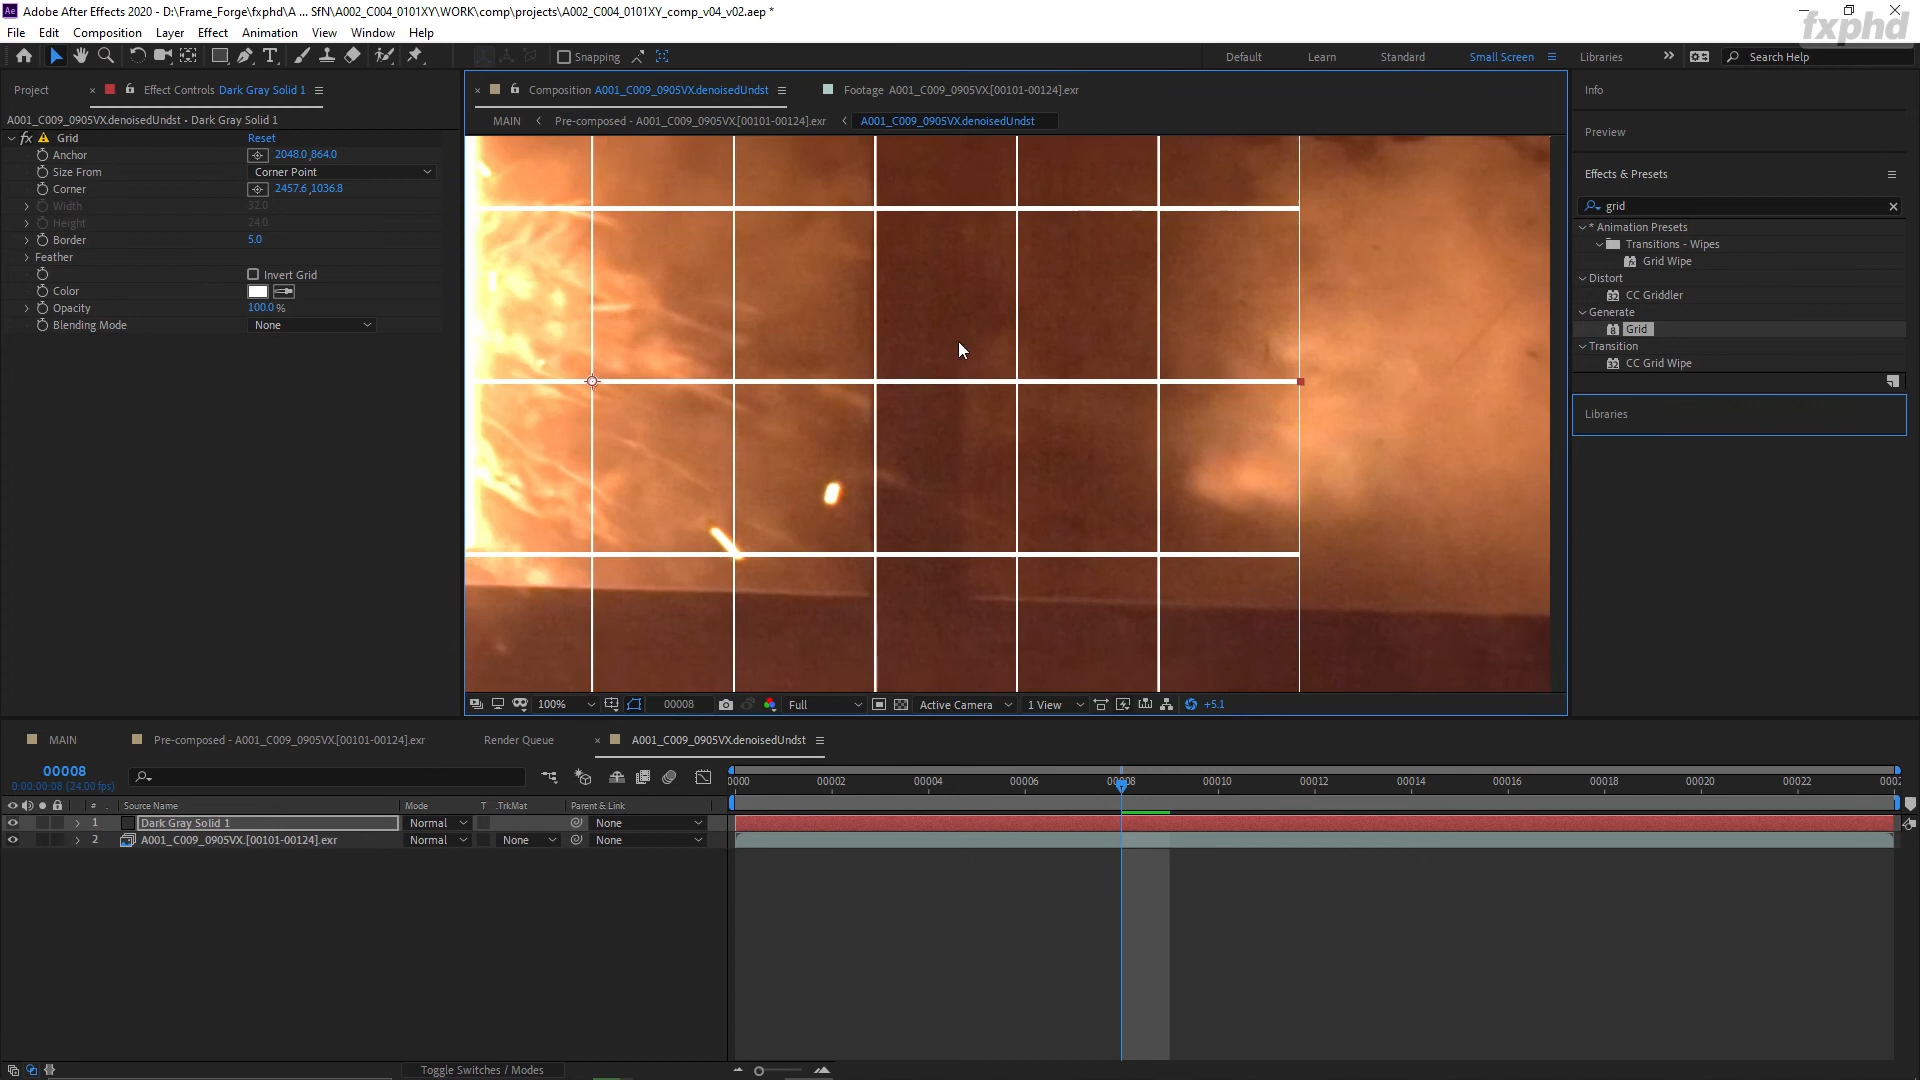 Adobe After Effects 2020 - D:\Frame_Forge\fxphd\A ... SfN\A002_C004_0101XY\WORK\comp\projects\A002_C004_0101XY_comp_v04_v02.aep *
fxphd
File Edit Composition Layer Effect Animation View Window Help
Snapping Default Learn Standard Small Screen Libraries Search Help
Project Effect Controls Dark Gray Solid 1
A001_C009_0905VX.denoisedUndst • Dark Gray Solid 1
fx Grid Reset
Anchor 2048.0,864.0
Size From Corner Point
Corner 2457.6,1036.8
Width 32.0
Height 24.0
Border 5.0
Feather
Invert Grid
Color
Opacity 100.0 %
Blending Mode None
Composition A001_C009_0905VX.denoisedUndst Footage A001_C009_0905VX.[00101-00124].exr
MAIN Pre-composed - A001_C009_0905VX.[00101-00124].exr A001_C009_0905VX.denoisedUndst
100% 00008 Full Active Camera 1 View +5.1
Info
Preview
Effects & Presets
grid
* Animation Presets
Transitions - Wipes
Grid Wipe
Distort
CC Griddler
Generate
Grid
Transition
CC Grid Wipe
Libraries
MAIN Pre-composed - A001_C009_0905VX.[00101-00124].exr Render Queue A001_C009_0905VX.denoisedUndst
00008
0:00:00:08 (24.00 fps)
0000 00002 00004 00006 00008 00010 00012 00014 00016 00018 00020 00022 0002
# Source Name Mode T .TrkMat Parent & Link
1 Dark Gray Solid 1 Normal None
2 A001_C009_0905VX.[00101-00124].exr Normal None None
Toggle Switches / Modes